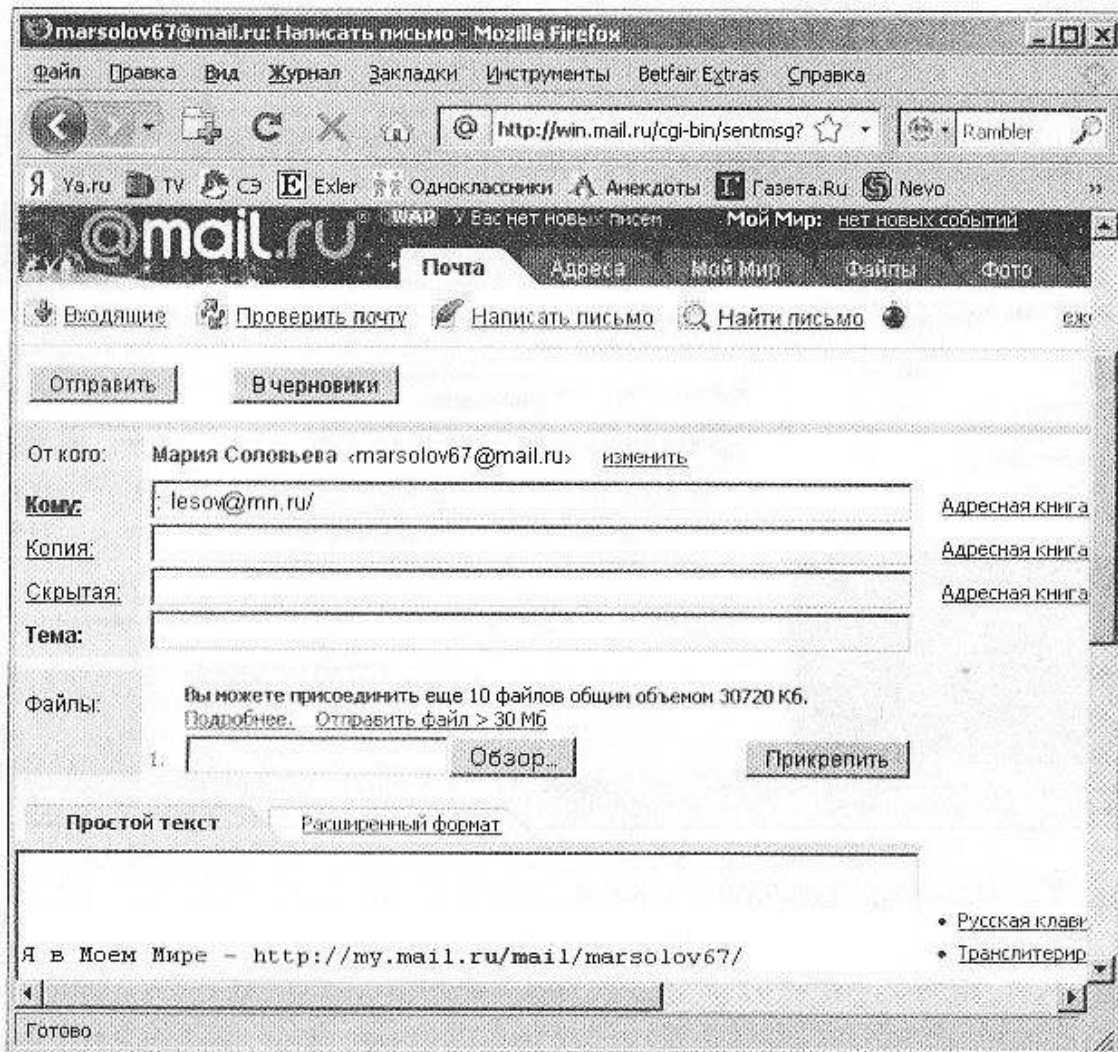 marsolov67@mail.ru: Написать письмо - Mozilla Firefox
Файл Правка Вид Журнал Закладки Инструменты Betfair Extras Справка
http://win.mail.ru/cgi-bin/sentmsg? Rambler
Я Ya.ru TV СЭ E Exler Одноклассники Анекдоты Газета.Ru Nevo »
@mail.ru® WAP У Вас нет новых писем Мой Мир: нет новых событий
Почта Адреса Мой Мир Файлы Фото
Входящие Проверить почту Написать письмо Найти письмо
Отправить В черновики
От кого: Мария Соловьева <marsolov67@mail.ru> изменить
Кому: : lesov@mn.ru/ Адресная книга
Копия: Адресная книга
Скрытая: Адресная книга
Тема:
Файлы: Вы можете присоединить еще 10 файлов общим объемом 30720 Кб.
Подробнее. Отправить файл > 30 Мб
1. Обзор... Прикрепить
Простой текст Расширенный формат
• Русская клави
Я в Моем Мире - http://my.mail.ru/mail/marsolov67/ • Транслитерир
Готово